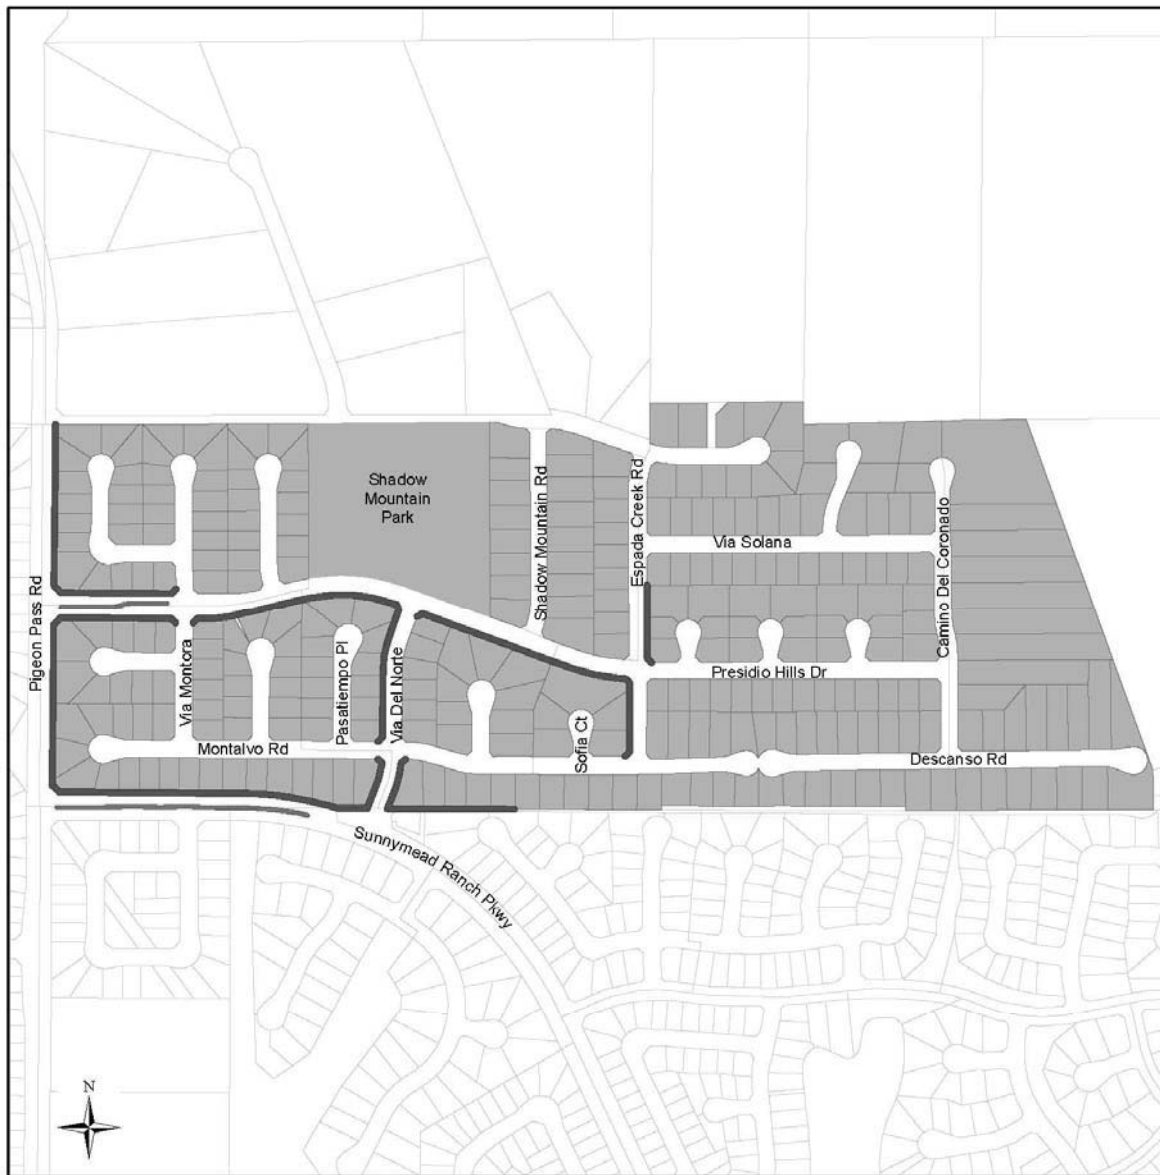 Shadow
Mountain
Park
Shadow Mountain Rd
Espada Creek Rd
Via Solana
Camino Del Coronado
Pigeon Pass Rd
Via Montora
Pasatiempo Pl
Via Del Norte
Presidio Hills Dr
Montalvo Rd
Sofia Ct
Descanso Rd
Sunnymead Ranch Pkwy
N